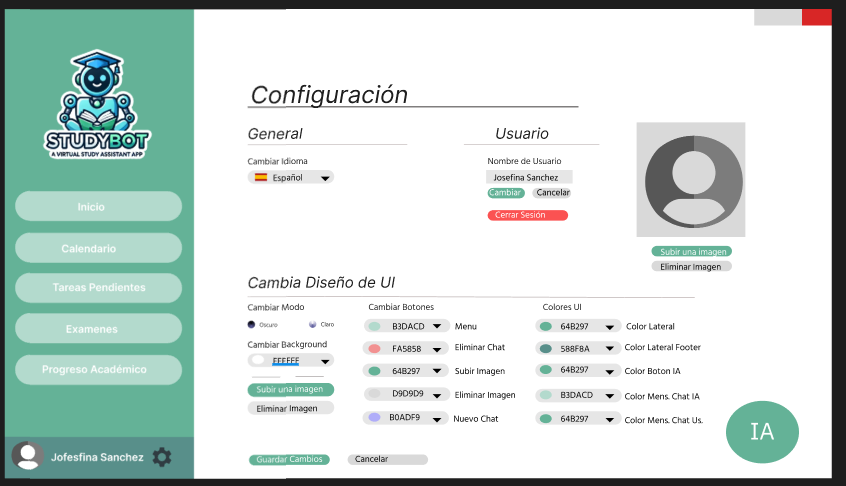 STUDYBOT
A VIRTUAL STUDY ASSISTANT APP
Inicio
Calendario
Tareas Pendientes
Examenes
Progreso Académico
Jofesfina Sanchez
Configuración
General
Cambiar Idioma
Español
Usuario
Nombre de Usuario
Josefina Sanchez
Cambiar Cancelar
Cerrar Sesión
Subir una imagen
Eliminar Imagen
Cambia Diseño de UI
Cambiar Modo
Oscuro Claro
Cambiar Background
FFFFFF
Subir una imagen
Eliminar Imagen
Cambiar Botones
B3DACD Menu
FA5858 Eliminar Chat
64B297 Subir Imagen
D9D9D9 Eliminar Imagen
B0ADF9 Nuevo Chat
Colores UI
64B297 Color Lateral
588F8A Color Lateral Footer
64B297 Color Boton IA
B3DACD Color Mens. Chat IA
64B297 Color Mens. Chat Us.
Guardar Cambios Cancelar
IA